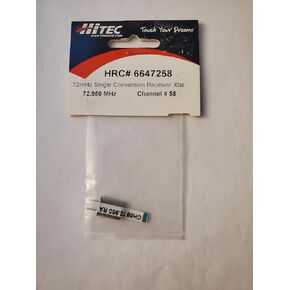 HiTEC
Touch Your Dreams
HRC# 6647258
72mHz Single Conversion Receiver Xtal
72.950 MHz Channel # 58
CH58 72.950 RA